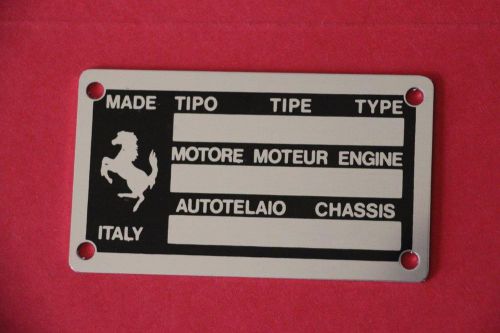 MADE TIPO TIPE TYPE
MOTORE MOTEUR ENGINE
AUTOTELAIO CHASSIS
ITALY